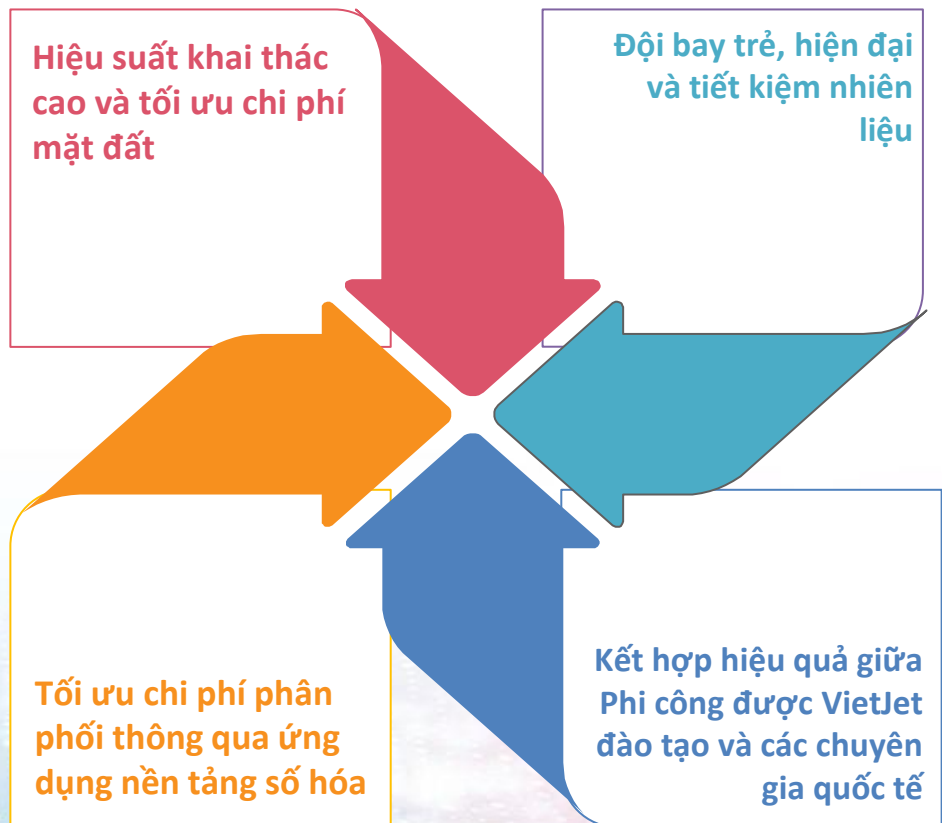 Hiệu suất khai thác
cao và tối ưu chi phí
mặt đất
Đội bay trẻ, hiện đại
và tiết kiệm nhiên
liệu
Tối ưu chi phí phân
phối thông qua ứng
dụng nền tảng số hóa
Kết hợp hiệu quả giữa
Phi công được VietJet
đào tạo và các chuyên
gia quốc tế